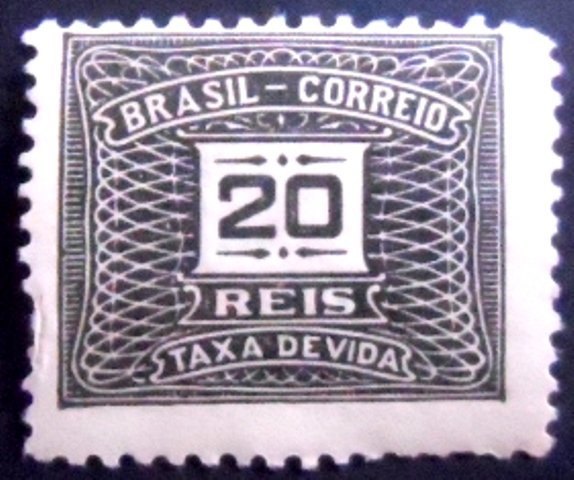 BRASIL - CORREIO
20
REIS
TAXA DEVIDA